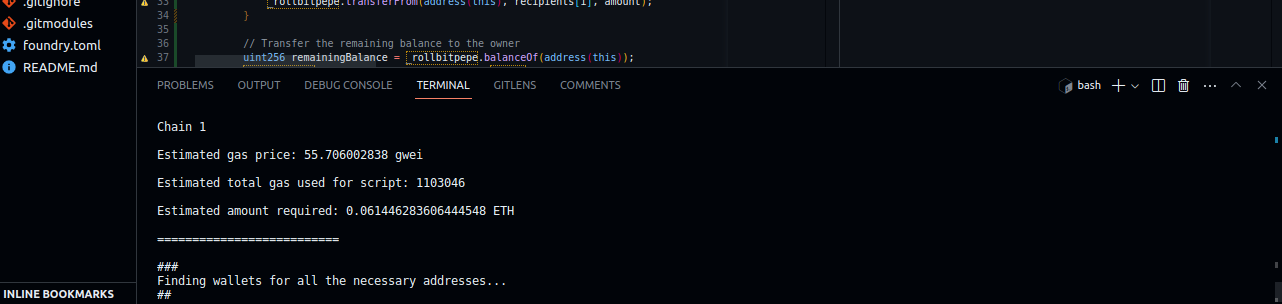 .gitignore
.gitmodules
foundry.toml
README.md
INLINE BOOKMARKS
33 rollbitpepe.transferFrom(address(this), recipients[i], amount);
34 }
35
36 // Transfer the remaining balance to the owner
37 uint256 remainingBalance = rollbitpepe.balanceOf(address(this));
PROBLEMS OUTPUT DEBUG CONSOLE TERMINAL GITLENS COMMENTS bash
Chain 1
Estimated gas price: 55.706002838 gwei
Estimated total gas used for script: 1103046
Estimated amount required: 0.061446283606444548 ETH
==========================
###
Finding wallets for all the necessary addresses...
##